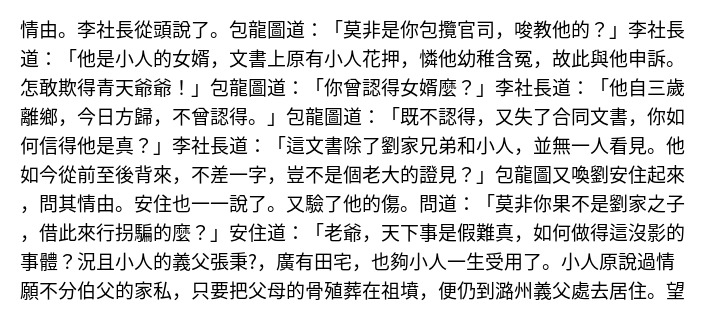 情由。李社長從頭說了。包龍圖道：「莫非是你包攬官司，唆教他的？」李社長
道：「他是小人的女婿，文書上原有小人花押，憐他幼稚含冤，故此與他申訴。
怎敢欺得青天爺爺！」包龍圖道：「你曾認得女婿麼？」李社長道：「他自三歲
離鄉，今日方歸，不曾認得。」包龍圖道：「既不認得，又失了合同文書，你如
何信得他是真？」李社長道：「這文書除了劉家兄弟和小人，並無一人看見。他
如今從前至後背來，不差一字，豈不是個老大的證見？」包龍圖又喚劉安住起來
，問其情由。安住也一一說了。又驗了他的傷。問道：「莫非你果不是劉家之子
，借此來行拐騙的麼？」安住道：「老爺，天下事是假難真，如何做得這沒影的
事體？況且小人的義父張秉?，廣有田宅，也夠小人一生受用了。小人原說過情
願不分伯父的家私，只要把父母的骨殖葬在祖墳，便仍到潞州義父處去居住。望